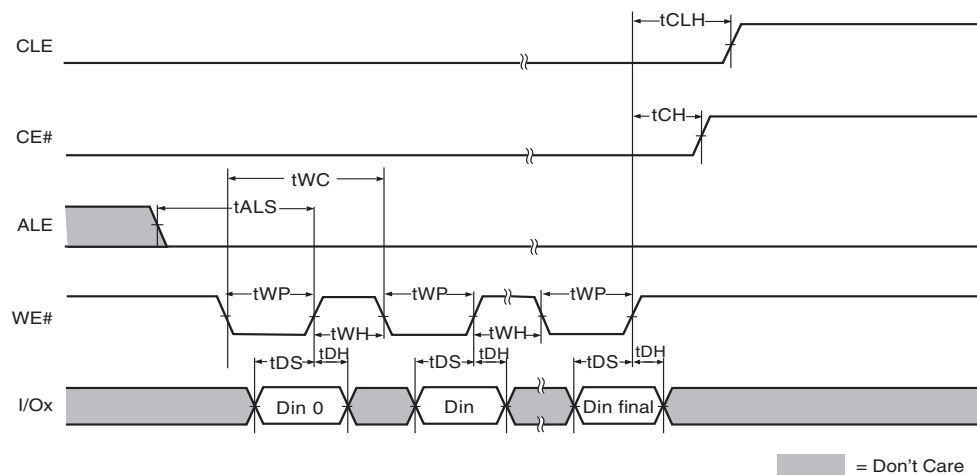 tCLH
CLE
tCH
CE#
tWC
tALS
ALE
tWP tWP tWP
WE#
tWH tWH
tDS tDH tDS tDH tDS tDH
I/Ox Din 0 Din Din final
= Don't Care